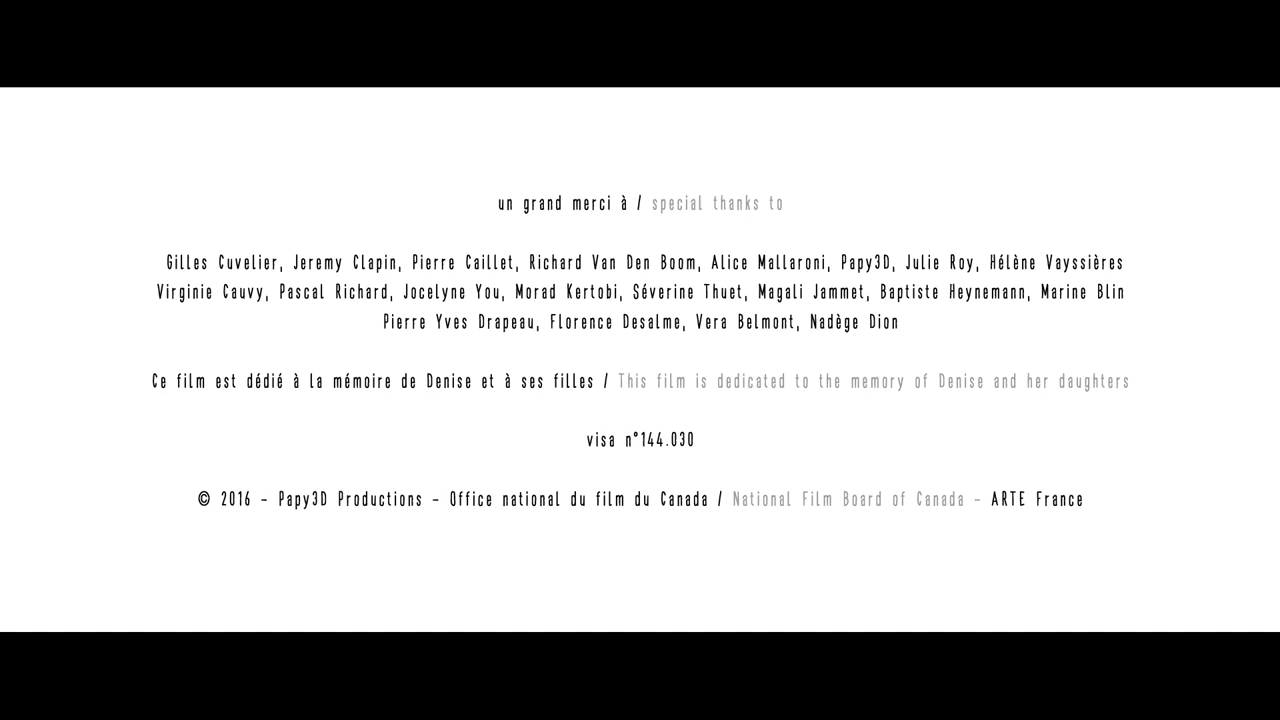 un grand merci à / special thanks to
Gilles Cuvelier, Jeremy Clapin, Pierre Caillet, Richard Van Den Boom, Alice Mallaroni, Papy3D, Julie Roy, Hélène Vayssières
Virginie Cauvy, Pascal Richard, Jocelyne You, Morad Kertobi, Séverine Thuet, Magali Jammet, Baptiste Heynemann, Marine Blin
Pierre Yves Drapeau, Florence Desalme, Vera Belmont, Nadège Dion
Ce film est dédié à la mémoire de Denise et à ses filles / This film is dedicated to the memory of Denise and her daughters
visa n°144.030
© 2016 – Papy3D Productions – Office national du film du Canada / National Film Board of Canada – ARTE France